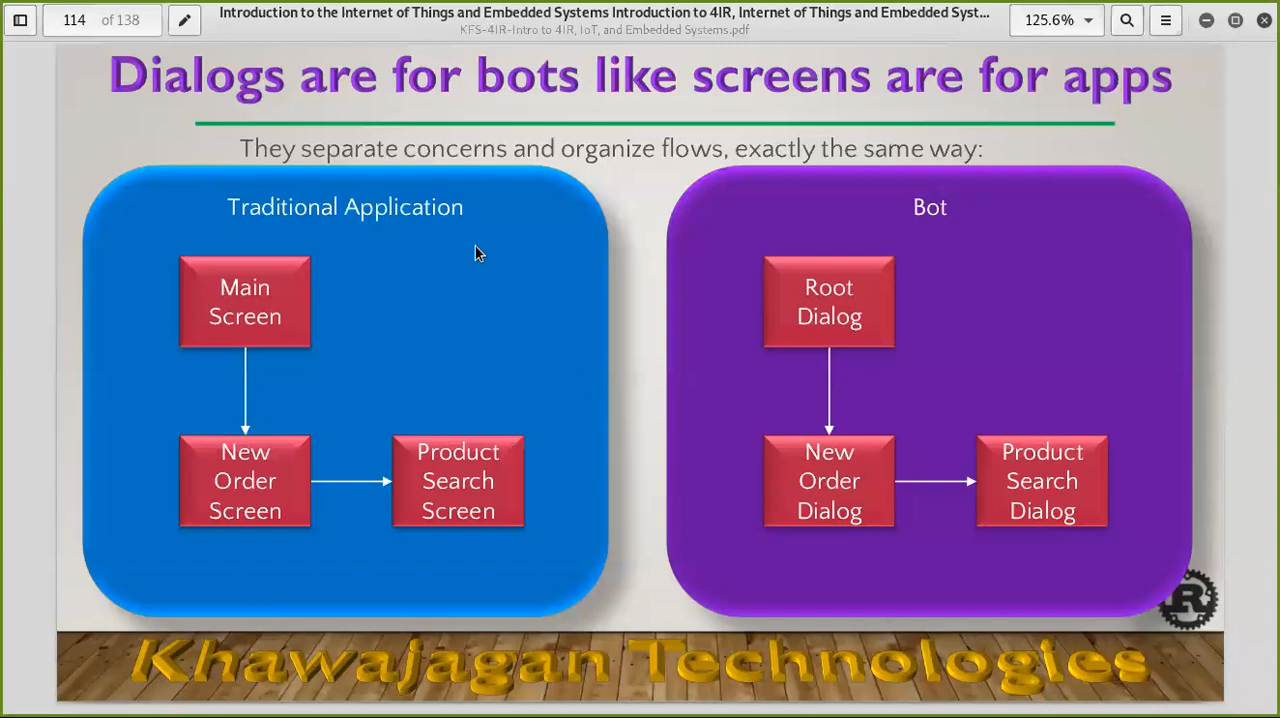 114 of 138
Introduction to the Internet of Things and Embedded Systems Introduction to 4IR, Internet of Things and Embedded Syst...
KFS-4IR-Intro to 4IR, IoT, and Embedded Systems.pdf
125.6%
Dialogs are for bots like screens are for apps
They separate concerns and organize flows, exactly the same way:
Traditional Application
Main
Screen
New
Order
Screen
Product
Search
Screen
Bot
Root
Dialog
New
Order
Dialog
Product
Search
Dialog
R
Khawajagan Technologies